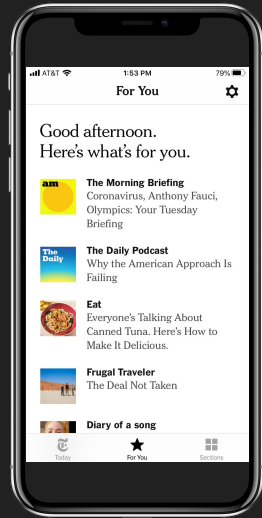 AT&T
1:53 PM
79%
For You
Good afternoon.
Here's what's for you.
am
The Morning Briefing
Coronavirus, Anthony Fauci,
Olympics: Your Tuesday
Briefing
The
Daily
The Daily Podcast
Why the American Approach Is
Failing
Eat
Everyone's Talking About
Canned Tuna. Here's How to
Make It Delicious.
Frugal Traveler
The Deal Not Taken
Diary of a song
Today
For You
Sections